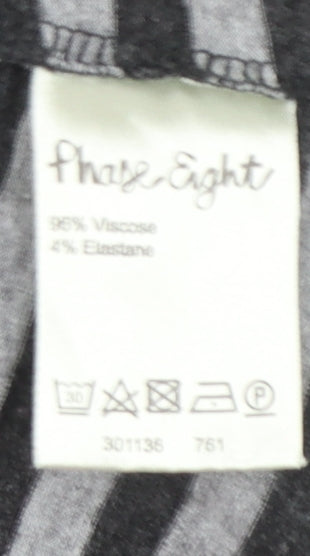 Phase Eight
96% Viscose
4% Elastane
30
P
301136 761